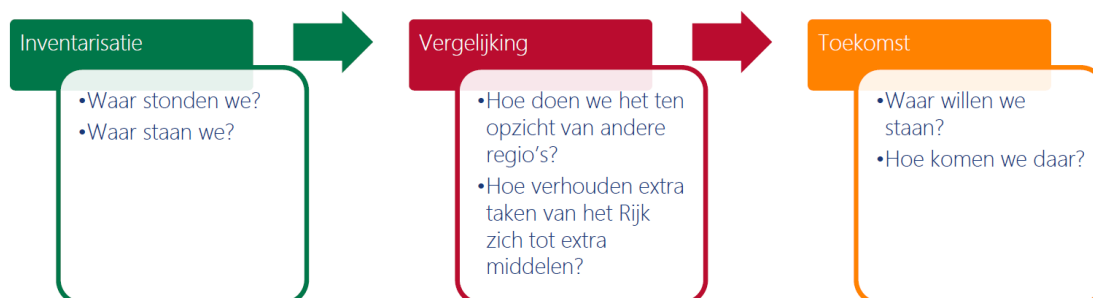 Inventarisatie
•Waar stonden we?
•Waar staan we?
Vergelijking
•Hoe doen we het ten
opzicht van andere
regio's?
•Hoe verhouden extra
taken van het Rijk
zich tot extra
middelen?
Toekomst
•Waar willen we
staan?
•Hoe komen we daar?